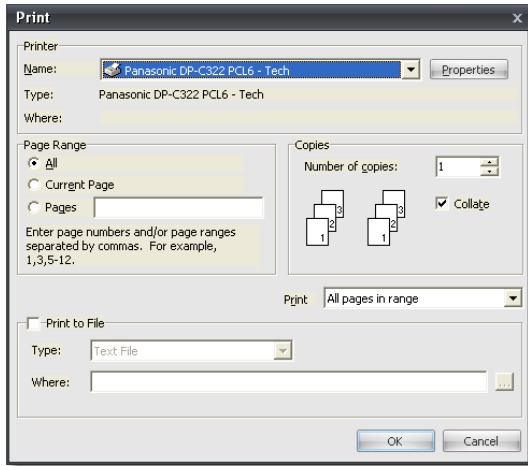 Print
Printer
Name: Panasonic DP-C322 PCL6 - Tech Properties
Type: Panasonic DP-C322 PCL6 - Tech
Where:
Page Range
All
Current Page
Pages
Enter page numbers and/or page ranges
separated by commas. For example,
1,3,5-12.
Copies
Number of copies: 1
1 2 3 1 2 3
Collate
Print All pages in range
Print to File
Type: Text File
Where: ...
OK Cancel